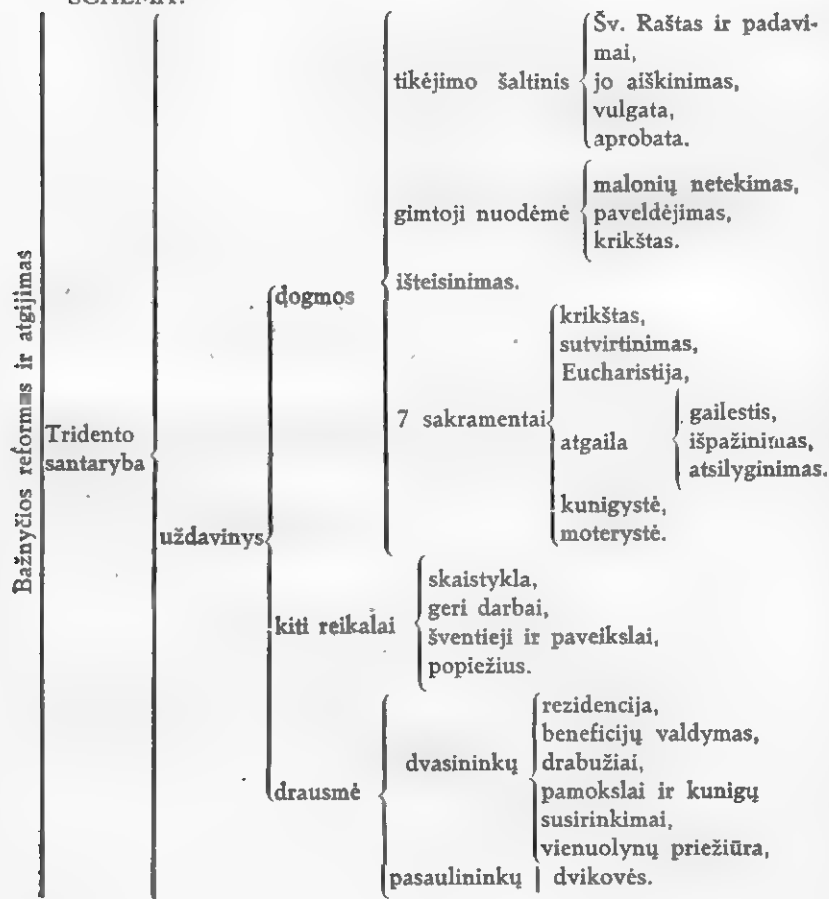 SCHEMA:
Bažnyčios reformos ir atgijimas
Tridento
santaryba
uždavinys
dogmos
tikėjimo šaltinis
Šv. Raštas ir padavi-
mai,
jo aiškinimas,
vulgata,
aprobata.
gimtoji nuodėmė
malonių netekimas,
paveldėjimas,
krikštas.
išteisinimas.
7 sakramentai
krikštas,
sutvirtinimas,
Eucharistija,
atgaila
gailestis,
išpažinimas,
atsilyginimas.
kunigystė,
moterystė.
kiti reikalai
skaistykla,
geri darbai,
šventieji ir paveikslai,
popiežius.
drausmė
dvasininkų
rezidencija,
beneficijų valdymas,
drabužiai,
pamokslai ir kunigų
susirinkimai,
vienuolynų priežiūra,
pasaulininkų | dvikovės.